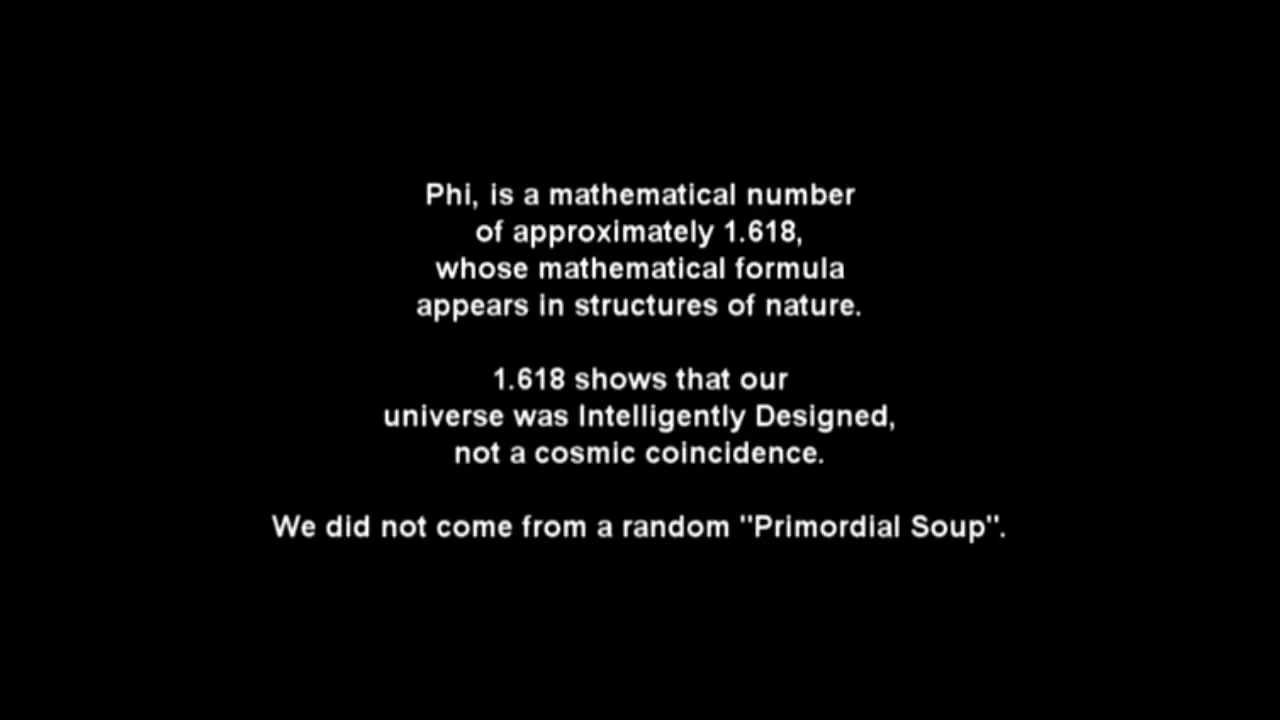 Phi, is a mathematical number
of approximately 1.618,
whose mathematical formula
appears in structures of nature.
1.618 shows that our
universe was Intelligently Designed,
not a cosmic coincidence.
We did not come from a random "Primordial Soup".